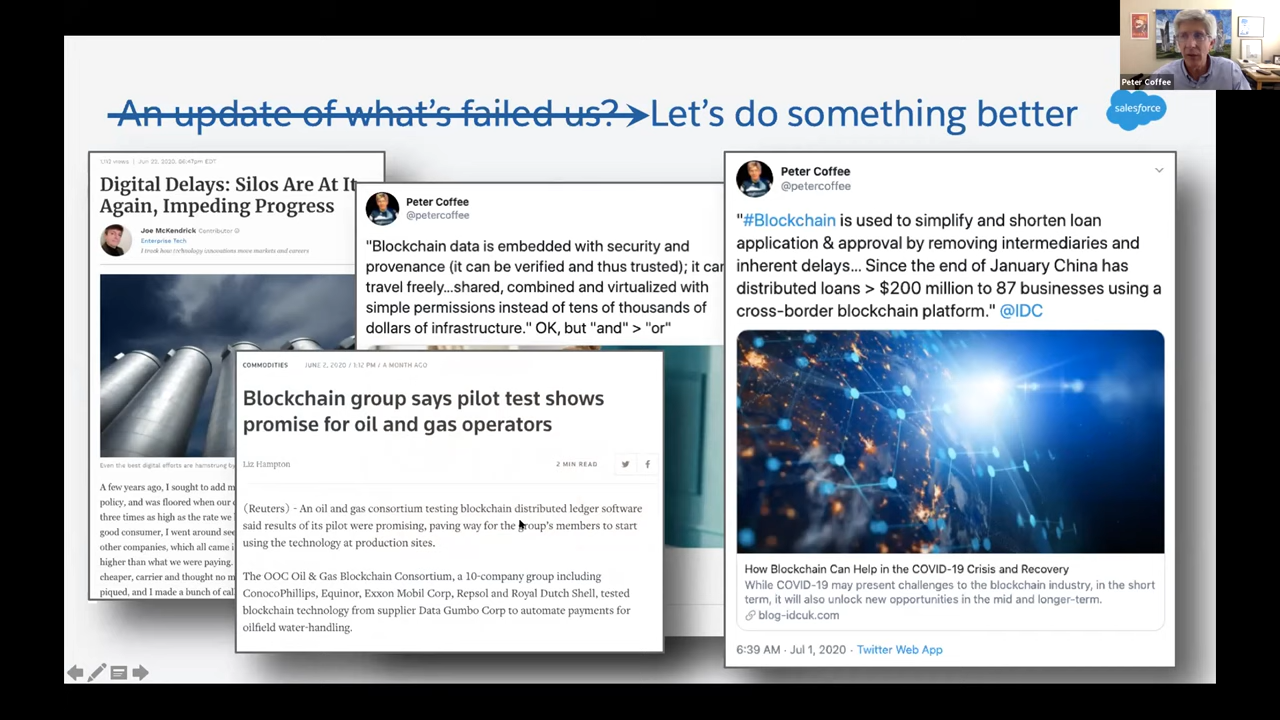 Peter Coffee
An update of what's failed us? Let's do something better
salesforce
1,112 views | Jun 23, 2020, 06:47pm EDT
Digital Delays: Silos Are At It
Again, Impeding Progress
Joe McKendrick Contributor
Enterprise Tech
I track how technology innovations move markets and careers
Even the best digital efforts are hamstrung by
A few years ago, I sought to add m
policy, and was floored when our
three times as high as the rate we
good consumer, I went around see
other companies, which all came i
higher than what we were paying.
cheaper, carrier and thought no m
piqued, and I made a bunch of cal
Peter Coffee
@petercoffee
"Blockchain data is embedded with security and
provenance (it can be verified and thus trusted); it can
travel freely...shared, combined and virtualized with
simple permissions instead of tens of thousands of
dollars of infrastructure." OK, but "and" > "or"
COMMODITIES JUNE 2, 2020 / 1:12 PM / A MONTH AGO
Blockchain group says pilot test shows
promise for oil and gas operators
Liz Hampton
2 MIN READ
(Reuters) - An oil and gas consortium testing blockchain distributed ledger software
said results of its pilot were promising, paving way for the group's members to start
using the technology at production sites.
The OOC Oil & Gas Blockchain Consortium, a 10-company group including
ConocoPhillips, Equinor, Exxon Mobil Corp, Repsol and Royal Dutch Shell, tested
blockchain technology from supplier Data Gumbo Corp to automate payments for
oilfield water-handling.
Peter Coffee
@petercoffee
"#Blockchain is used to simplify and shorten loan
application & approval by removing intermediaries and
inherent delays... Since the end of January China has
distributed loans > $200 million to 87 businesses using a
cross-border blockchain platform." @IDC
How Blockchain Can Help in the COVID-19 Crisis and Recovery
While COVID-19 may present challenges to the blockchain industry, in the short
term, it will also unlock new opportunities in the mid and longer-term.
blog-idcuk.com
6:39 AM · Jul 1, 2020 · Twitter Web App